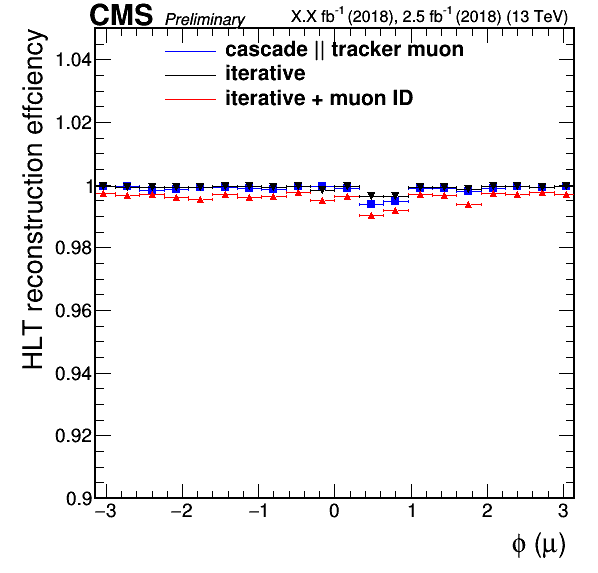 CMS Preliminary X.X fb⁻¹ (2018), 2.5 fb⁻¹ (2018) (13 TeV)
cascade || tracker muon
iterative
iterative + muon ID
HLT reconstruction effciency
1.04
1.02
1
0.98
0.96
0.94
0.92
0.9
−3 −2 −1 0 1 2 3
ϕ (μ)